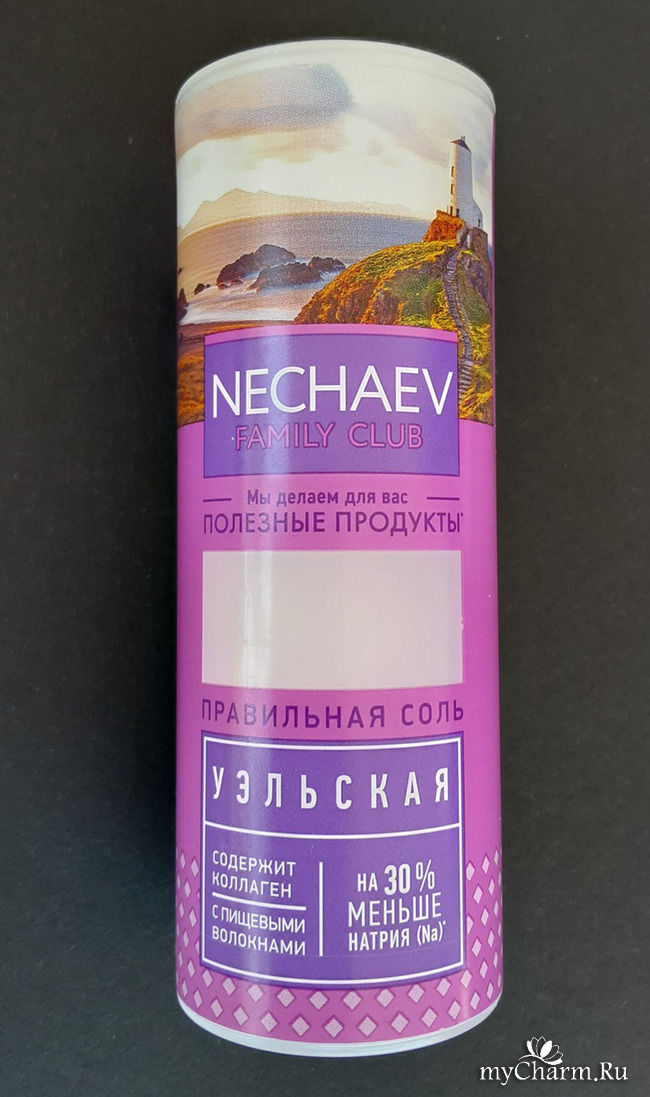 NECHAEV
FAMILY CLUB
Мы делаем для вас
ПОЛЕЗНЫЕ ПРОДУКТЫ*
ПРАВИЛЬНАЯ СОЛЬ
УЭЛЬСКАЯ
СОДЕРЖИТ
КОЛЛАГЕН
С ПИЩЕВЫМИ
ВОЛОКНАМИ
НА 30%
МЕНЬШЕ
НАТРИЯ (Na)*
myCharm.Ru